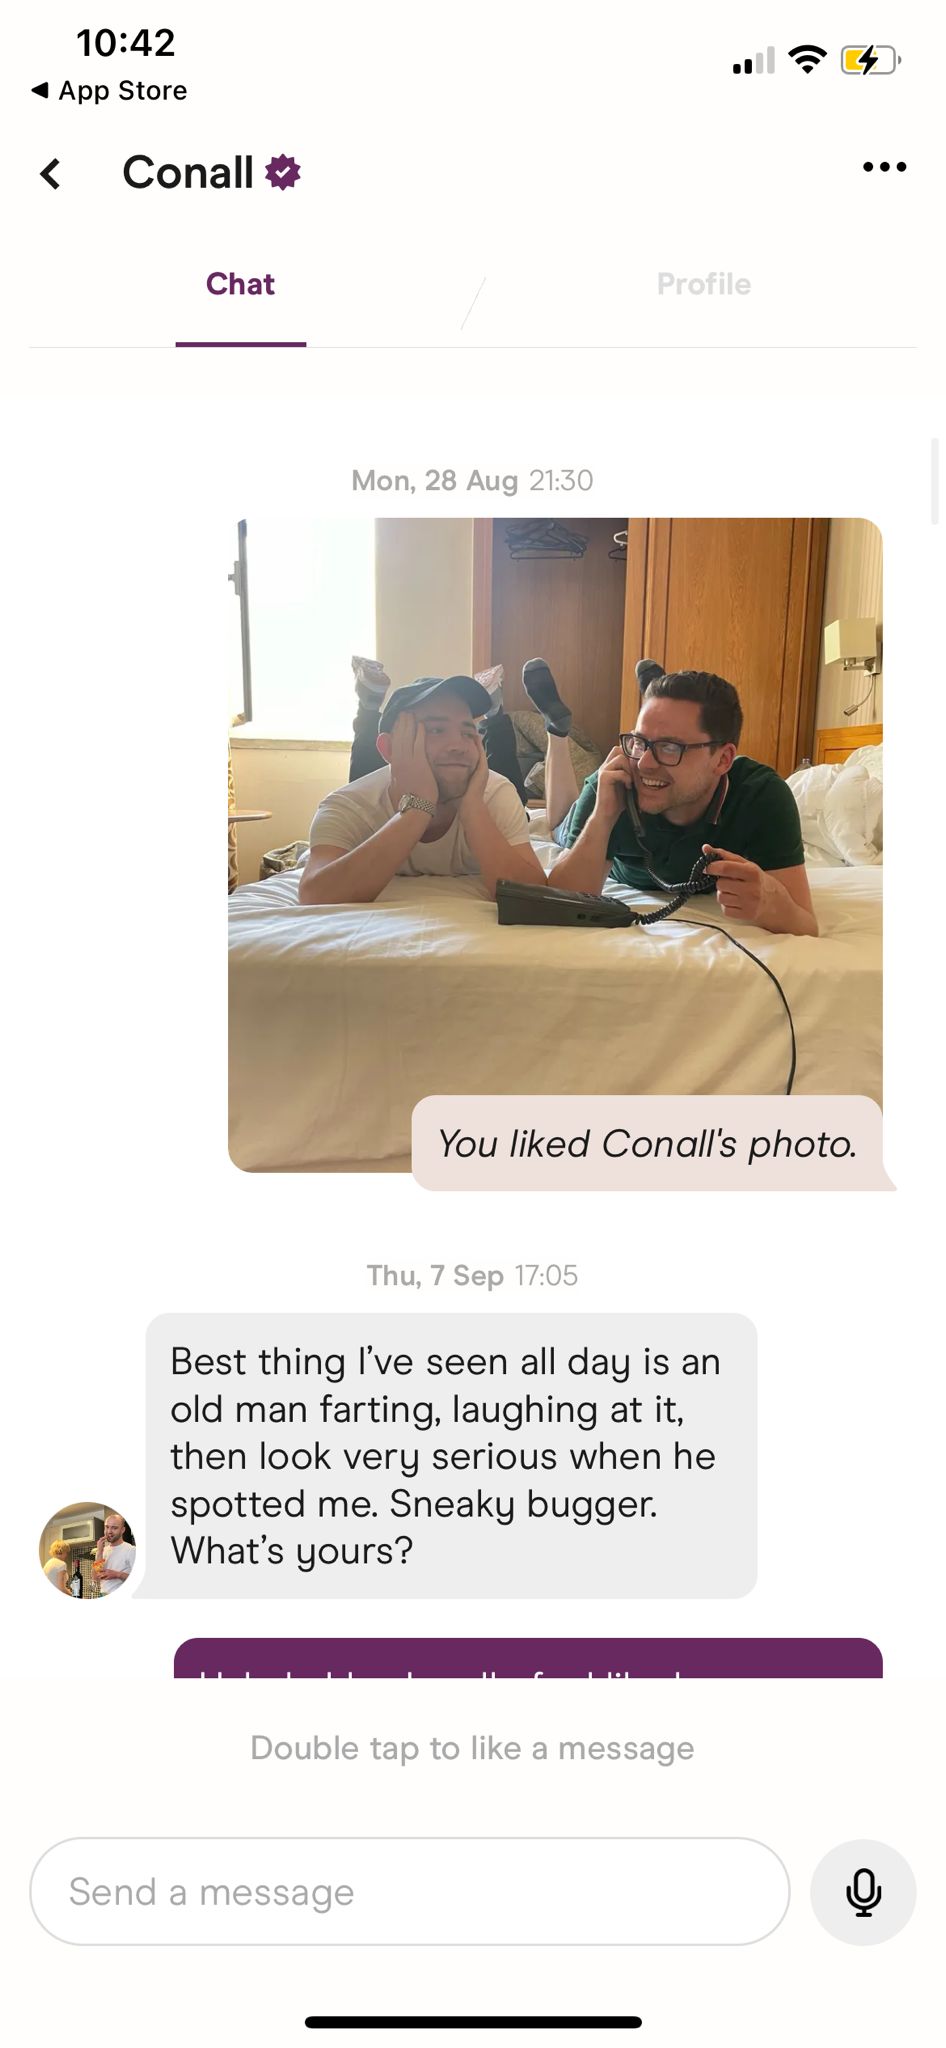 10:42
◀ App Store
Conall
Chat
Profile
Mon, 28 Aug 21:30
You liked Conall's photo.
Thu, 7 Sep 17:05
Best thing I’ve seen all day is an
old man farting, laughing at it,
then look very serious when he
spotted me. Sneaky bugger.
What’s yours?
Double tap to like a message
Send a message